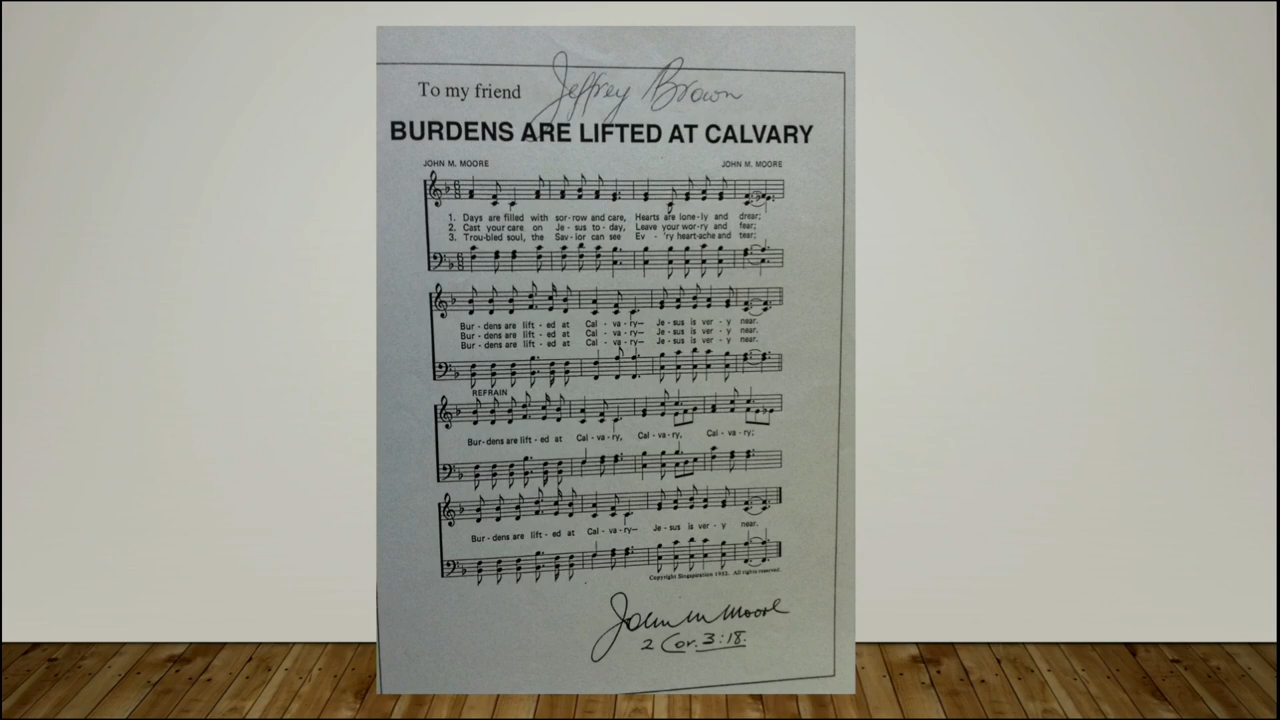 To my friend Jeffrey Brown
BURDENS ARE LIFTED AT CALVARY
JOHN M. MOORE JOHN M. MOORE
1. Days are filled with sor-row and care, Hearts are lone-ly and drear;
2. Cast your care on Je-sus to-day, Leave your wor-ry and fear;
3. Trou-bled soul, the Sav-ior can see Ev-'ry heart-ache and tear;
Bur-dens are lift-ed at Cal-va-ry— Je-sus is ver-y near.
Bur-dens are lift-ed at Cal-va-ry— Je-sus is ver-y near.
Bur-dens are lift-ed at Cal-va-ry— Je-sus is ver-y near.
REFRAIN
Bur-dens are lift-ed at Cal-va-ry, Cal-va-ry, Cal-va-ry;
Bur-dens are lift-ed at Cal-va-ry— Je-sus is ver-y near.
Copyright Singspiration 1952. All rights reserved.
John M Moore
2 Cor. 3:18.